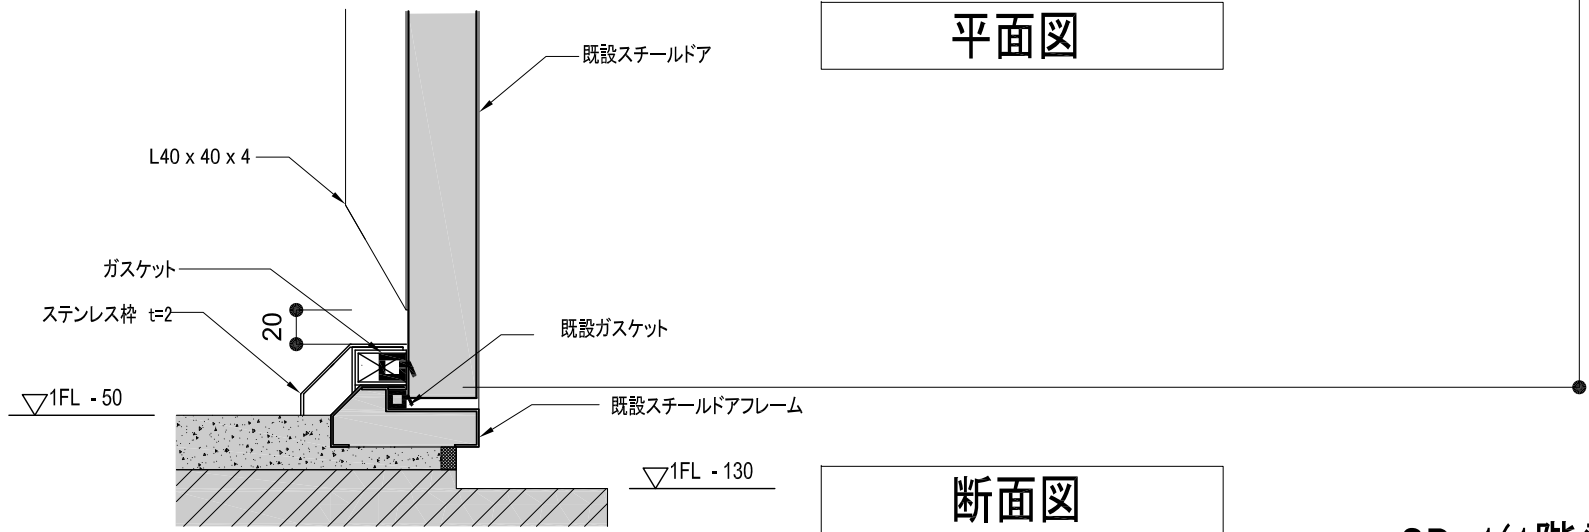 平面図
既設スチールドア
L40 x 40 x 4
ガスケット
ステンレス枠 t=2
20
既設ガスケット
1FL - 50
既設スチールドアフレーム
1FL - 130
断面図